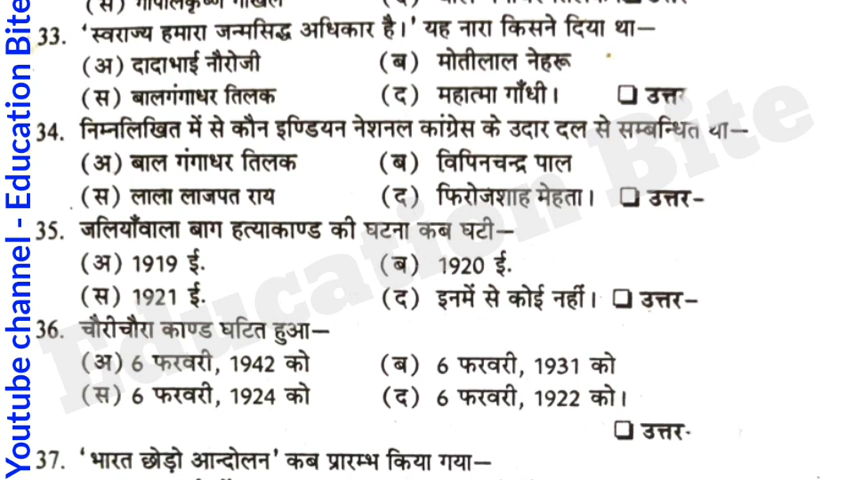 (स) गोपालकृष्ण गोखले
33. 'स्वराज्य हमारा जन्मसिद्ध अधिकार है।' यह नारा किसने दिया था—
(अ) दादाभाई नौरोजी (ब) मोतीलाल नेहरू
(स) बालगंगाधर तिलक (द) महात्मा गाँधी। ❑ उत्त
34. निम्नलिखित में से कौन इण्डियन नेशनल कांग्रेस के उदार दल से सम्बन्धित था—
(अ) बाल गंगाधर तिलक (ब) विपिनचन्द्र पाल
(स) लाला लाजपत राय (द) फिरोजशाह मेहता। ❑ उत्तर-
35. जलियाँवाला बाग हत्याकाण्ड की घटना कब घटी—
(अ) 1919 ई. (ब) 1920 ई.
(स) 1921 ई. (द) इनमें से कोई नहीं। ❑ उत्तर–
36. चौरीचौरा काण्ड घटित हुआ—
(अ) 6 फरवरी, 1942 को (ब) 6 फरवरी, 1931 को
(स) 6 फरवरी, 1924 को (द) 6 फरवरी, 1922 को।
❑ उत्तर-
37. 'भारत छोड़ो आन्दोलन' कब प्रारम्भ किया गया—
Youtube channel - Education Bite
Education Bite